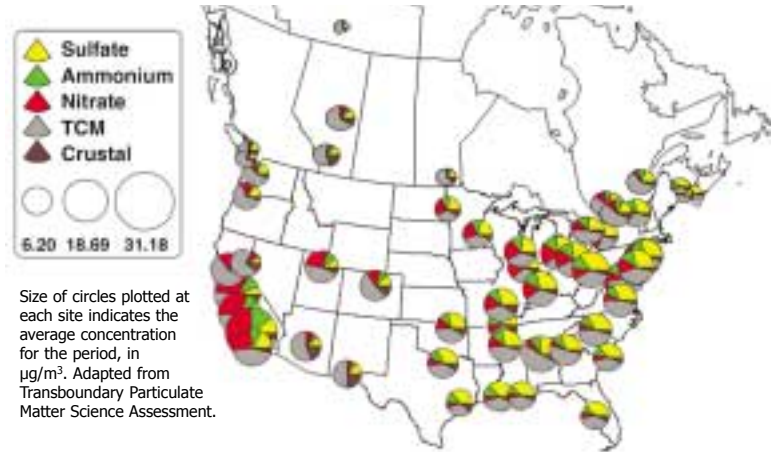 Sulfate
Ammonium
Nitrate
TCM
Crustal
6.20 18.69 31.18
Size of circles plotted at
each site indicates the
average concentration
for the period, in
μg/m³. Adapted from
Transboundary Particulate
Matter Science Assessment.